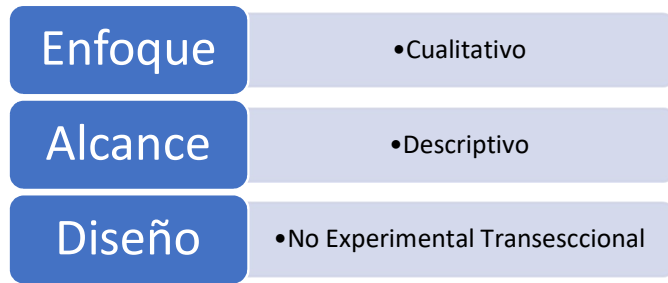 Enfoque
•Cualitativo
Alcance
•Descriptivo
Diseño
•No Experimental Transesccional